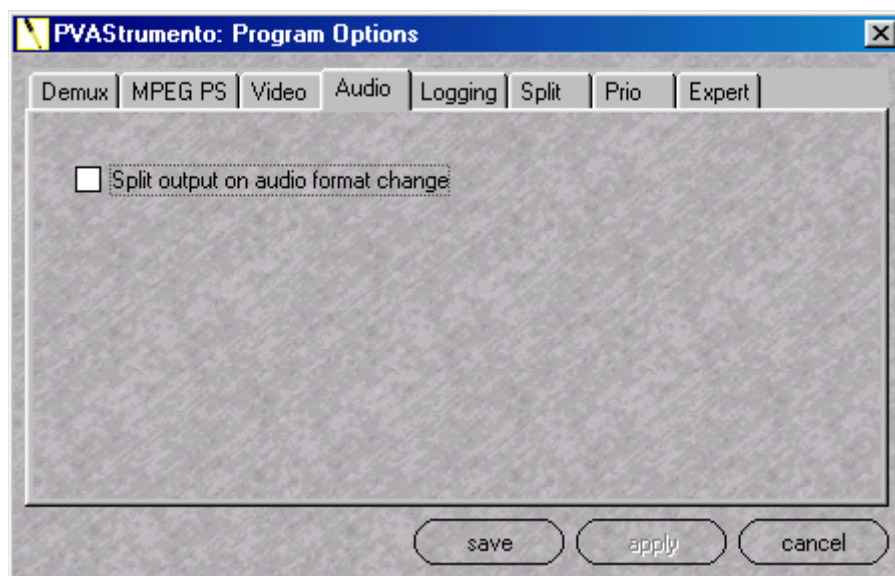 PVAStrumento: Program Options
Demux MPEG PS Video Audio Logging Split Prio Expert
Split output on audio format change
save apply cancel